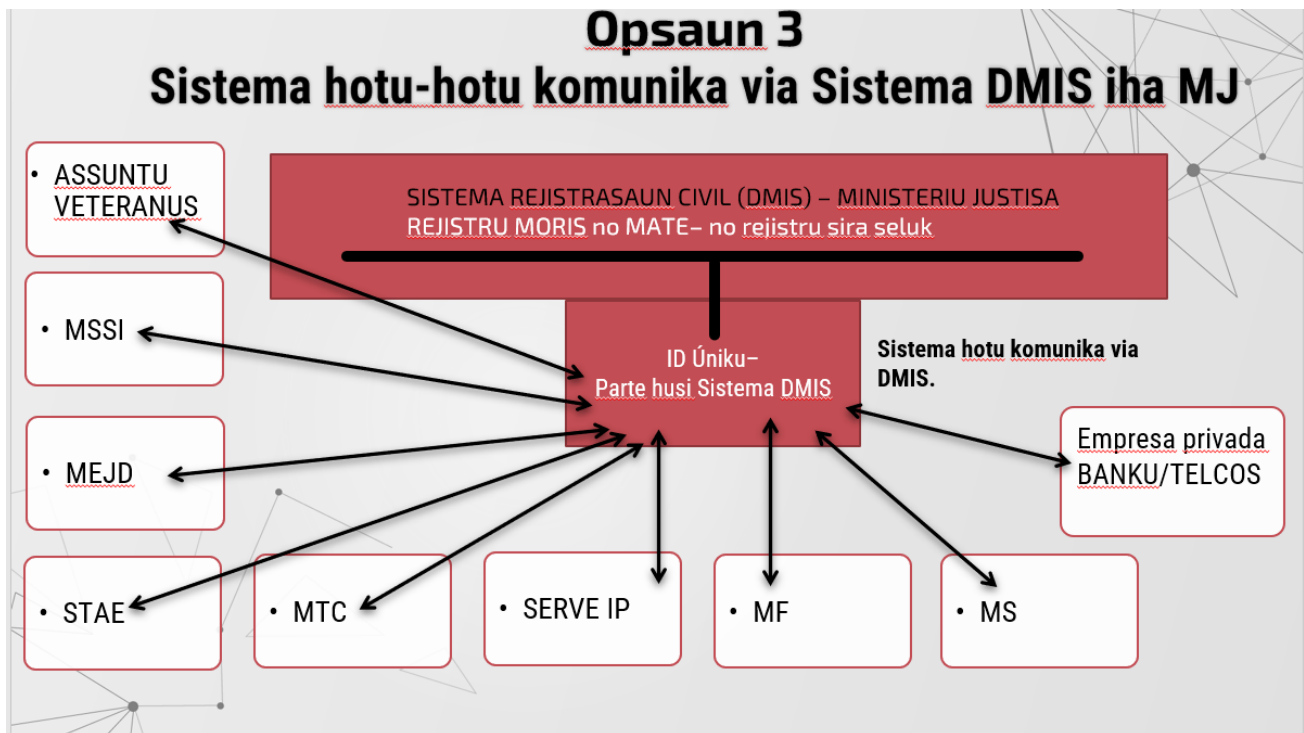 Opsaun 3
Sistema hotu-hotu komunika via Sistema DMIS iha MJ
• ASSUNTU
VETERANUS
SISTEMA REJISTRASAUN CIVIL (DMIS) – MINISTERIU JUSTISA
REJISTRU MORIS no MATE– no rejistru sira seluk
• MSSI
ID Úniku–
Parte husi Sistema DMIS
Sistema hotu komunika via
DMIS.
• MEJD
Empresa privada
BANKU/TELCOS
• STAE
• MTC
• SERVE IP
• MF
• MS